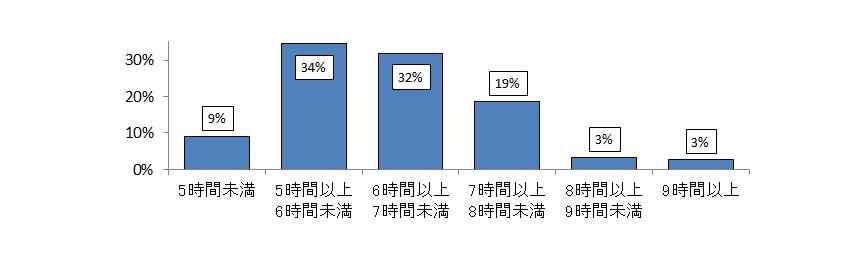 30%
20%
10%
0%
9%
34%
32%
19%
3%
3%
5時間未満
5時間以上
6時間未満
6時間以上
7時間未満
7時間以上
8時間未満
8時間以上
9時間未満
9時間以上